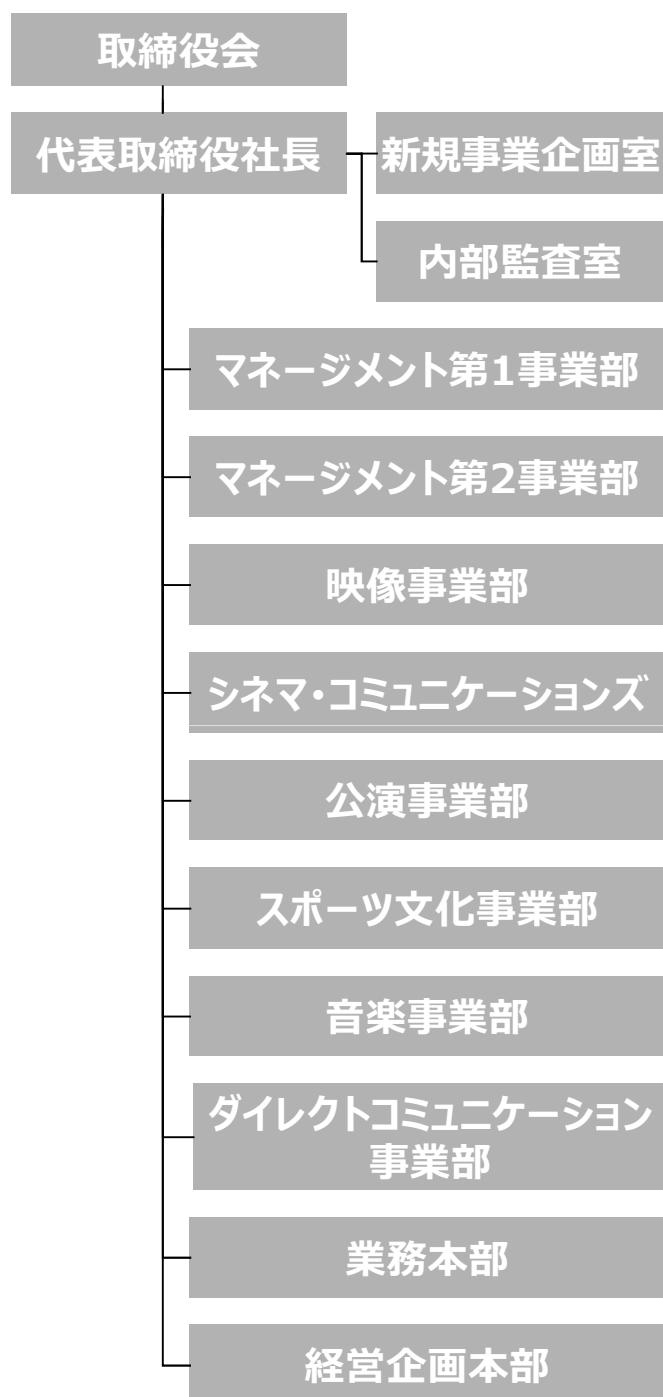 取締役会
代表取締役社長
新規事業企画室
内部監査室
マネージメント第1事業部
マネージメント第2事業部
映像事業部
シネマ・コミュニケーションズ
公演事業部
スポーツ文化事業部
音楽事業部
ダイレクトコミュニケーション
事業部
業務本部
経営企画本部